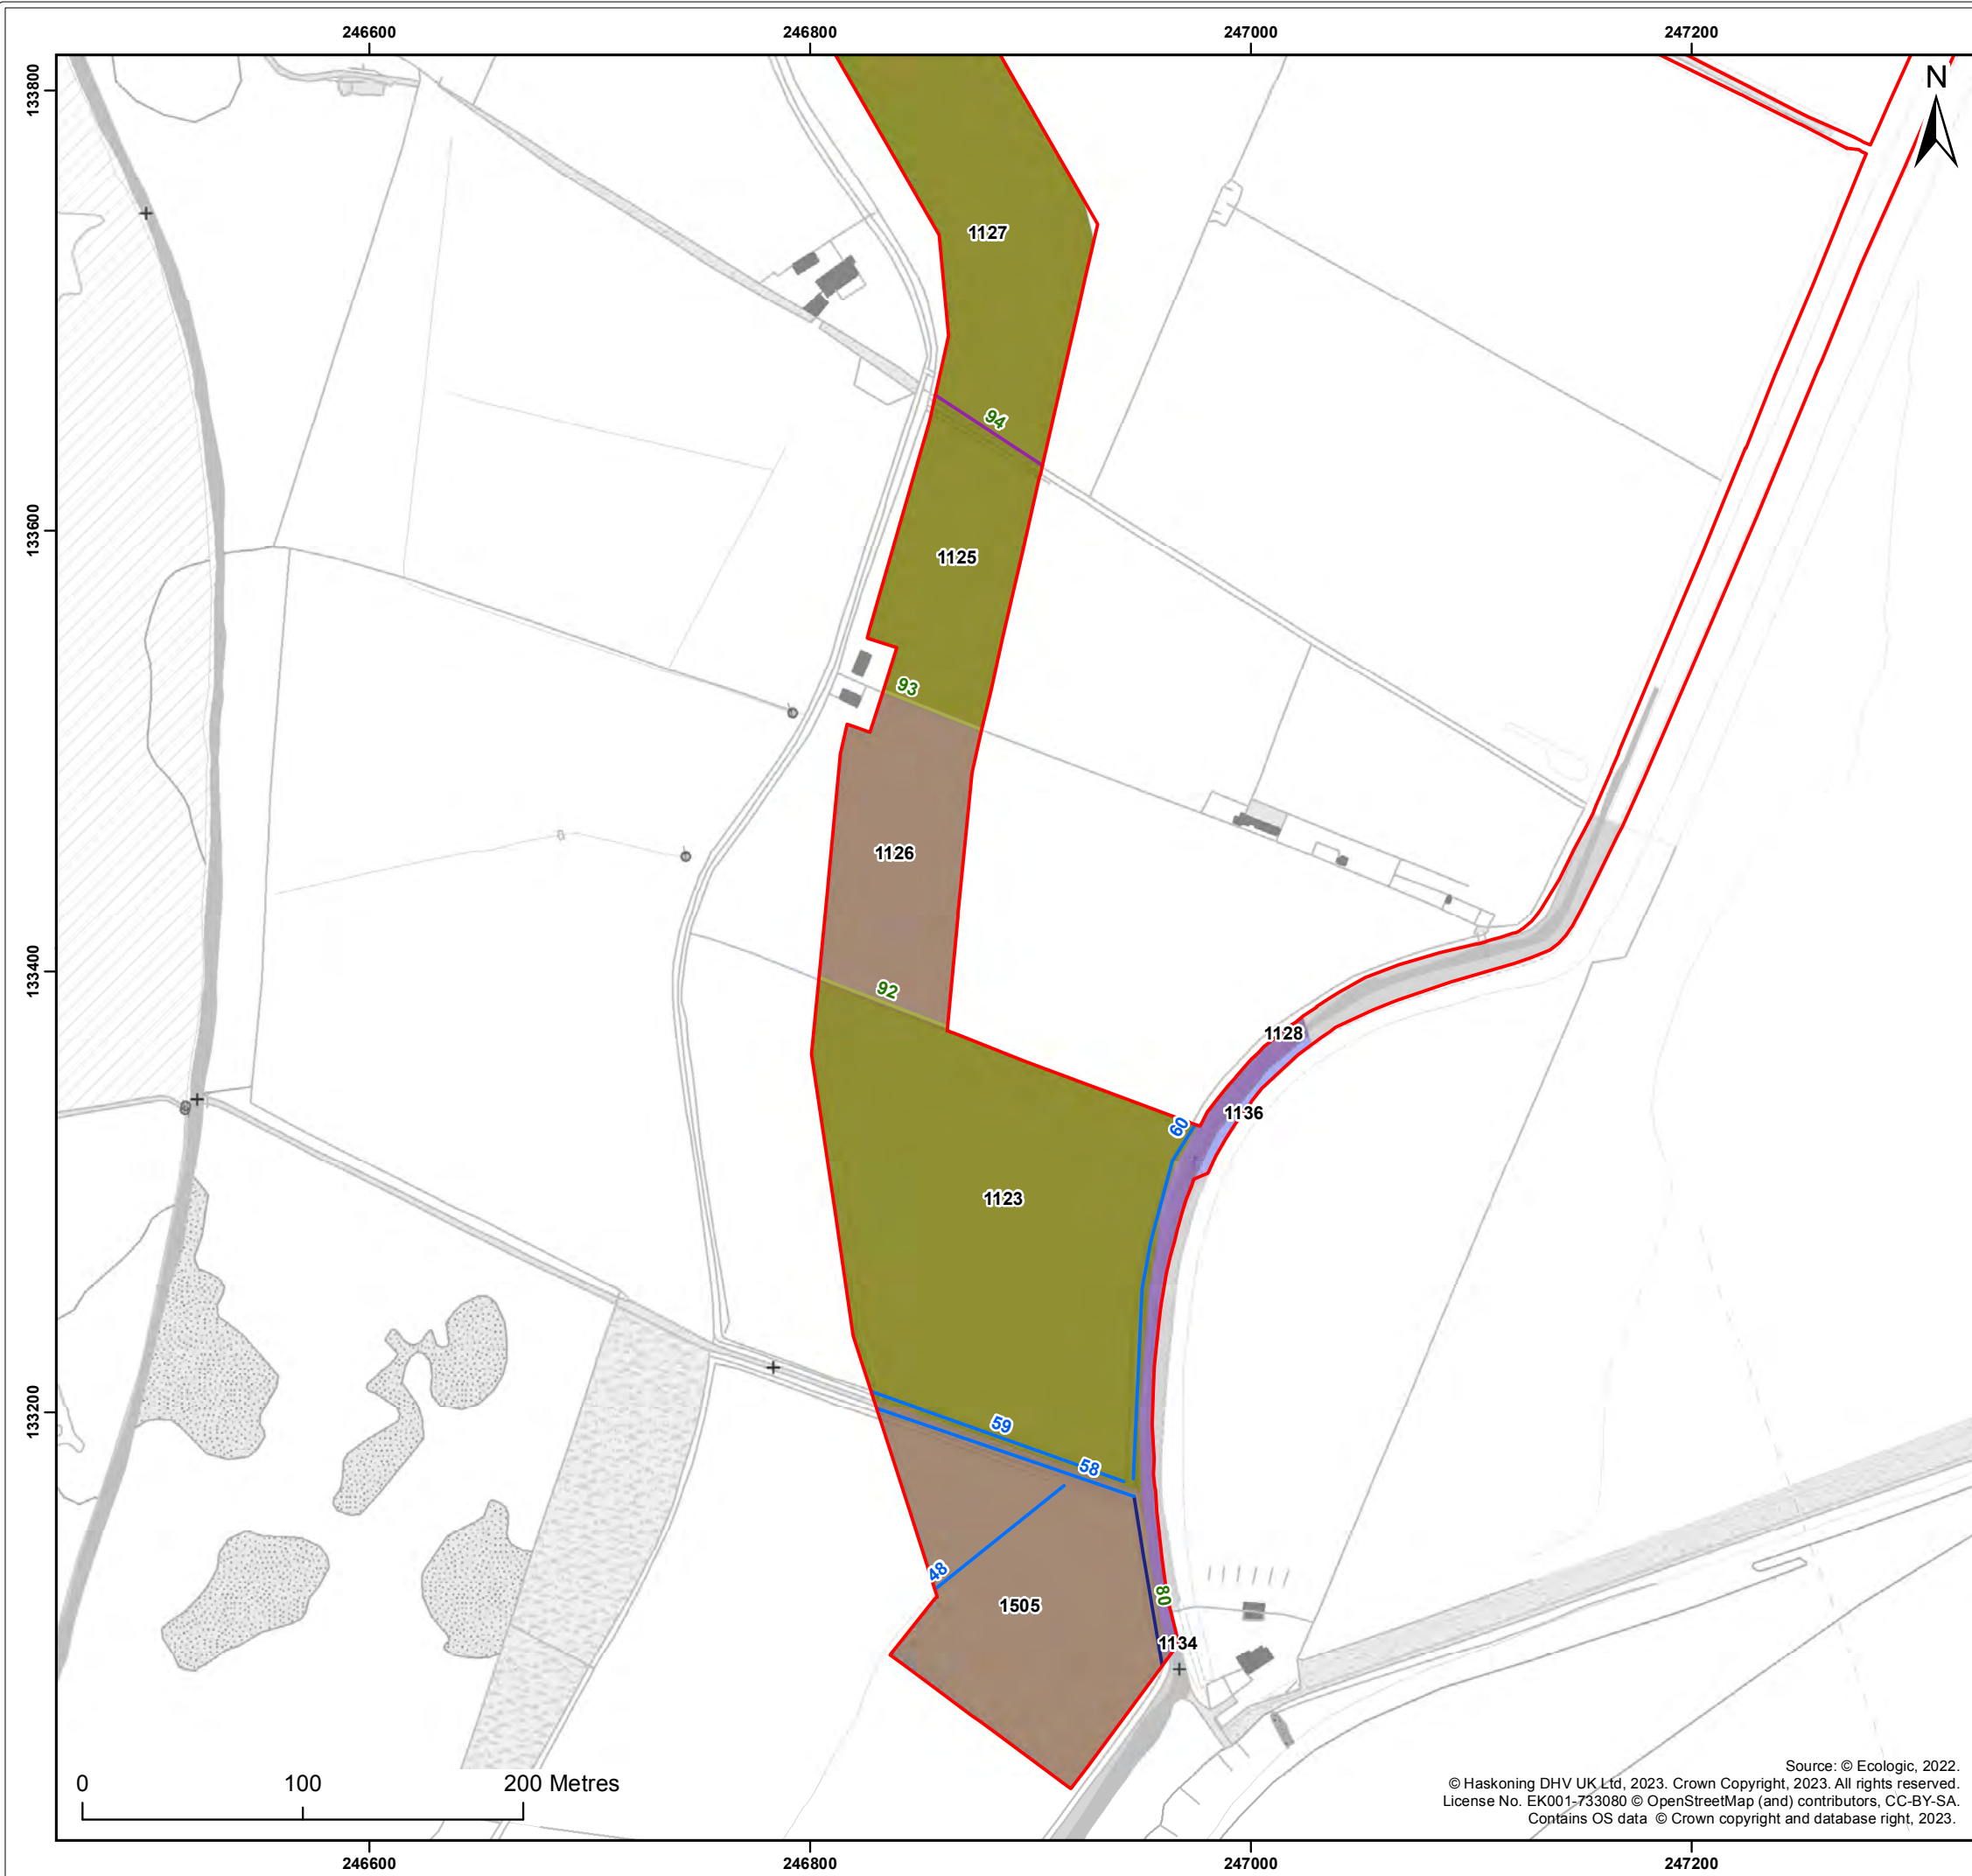 246600 246800 247000 247200
133800
N
1127
94
133600
1125
93
1126
133400
92
1128
60
1136
1123
133200
59
58
48
80
1505
1134
0 100 200 Metres
Source: © Ecologic, 2022.
© Haskoning DHV UK Ltd, 2023. Crown Copyright, 2023. All rights reserved.
License No. EK001-733080 © OpenStreetMap (and) contributors, CC-BY-SA.
Contains OS data © Crown copyright and database right, 2023.
246600 246800 247000 247200